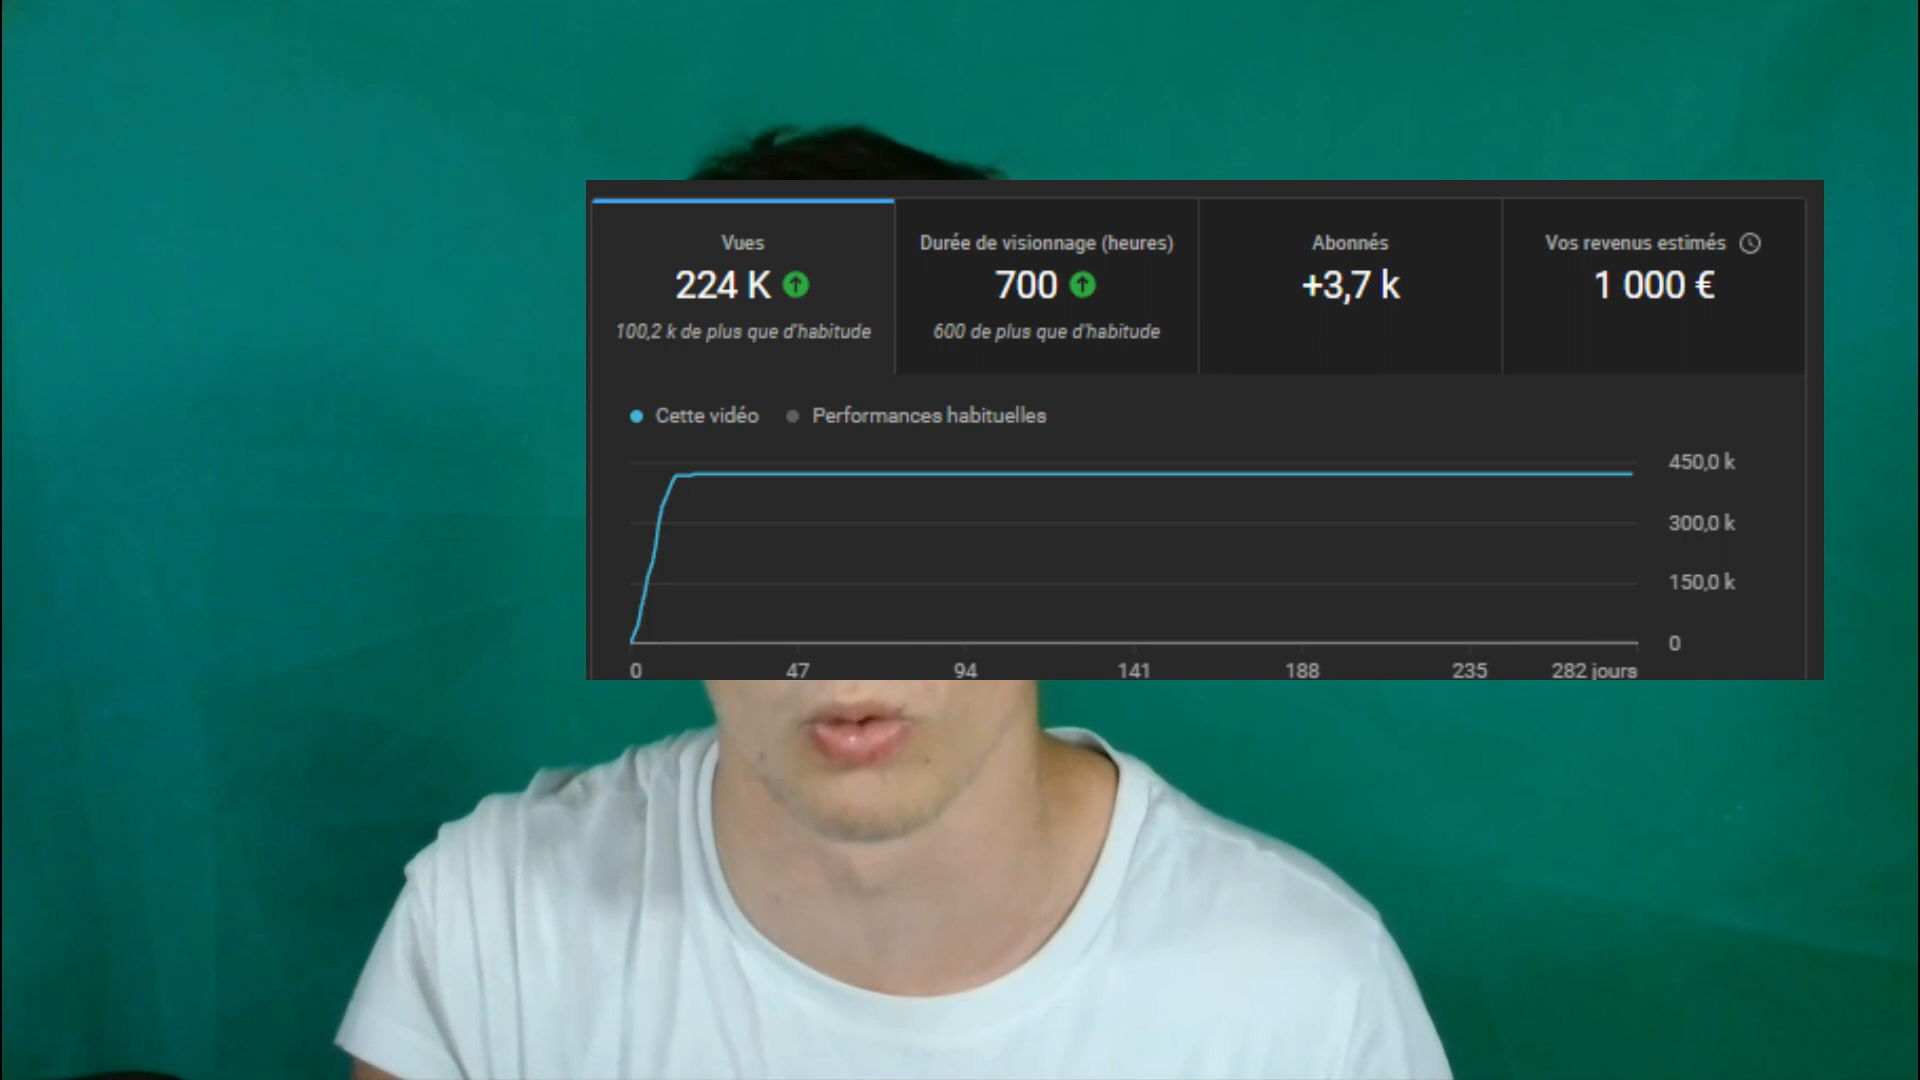 Vues
224 K
100,2 k de plus que d'habitude
Durée de visionnage (heures)
700
600 de plus que d'habitude
Abonnés
+3,7 k
Vos revenus estimés
1 000 €
Cette vidéo
Performances habituelles
450,0 k
300,0 k
150,0 k
0
0 47 94 141 188 235 282 jours